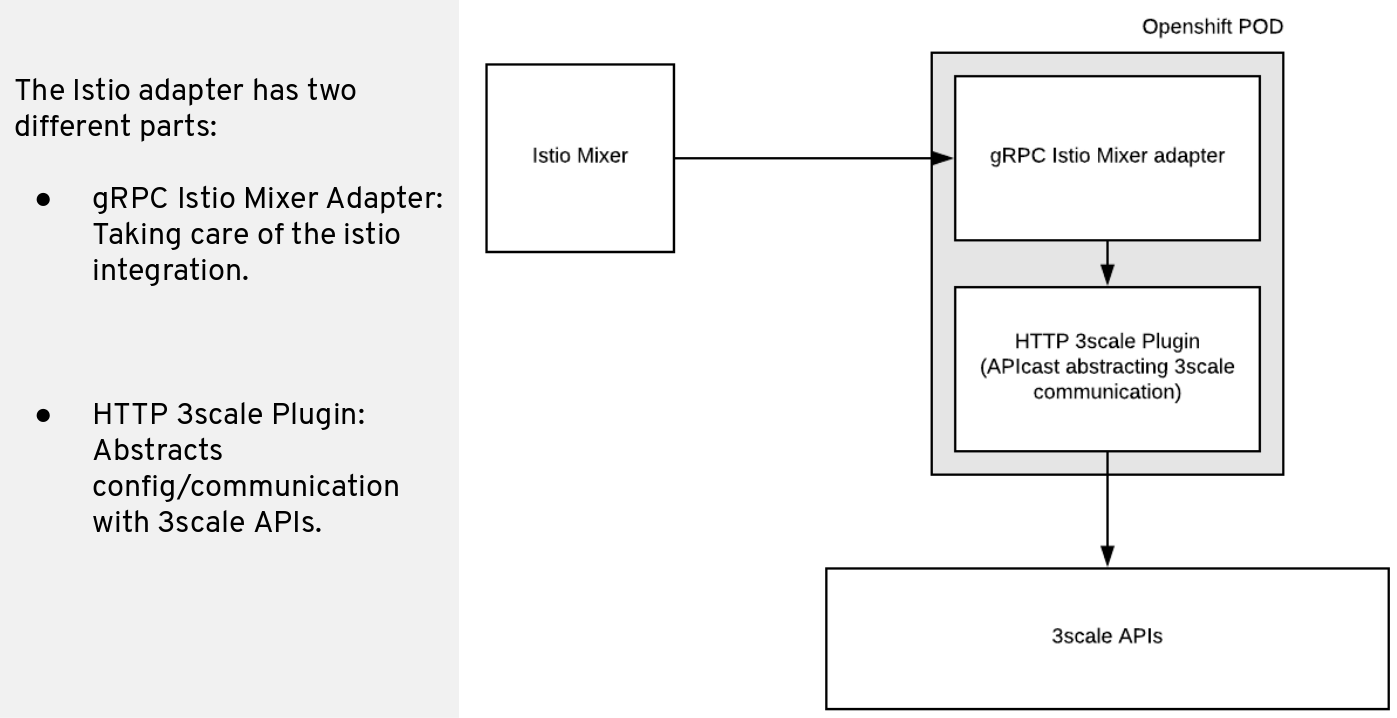 The Istio adapter has two
different parts:
● gRPC Istio Mixer Adapter:
Taking care of the istio
integration.
● HTTP 3scale Plugin:
Abstracts
config/communication
with 3scale APIs.
Openshift POD
Istio Mixer
gRPC Istio Mixer adapter
HTTP 3scale Plugin
(APIcast abstracting 3scale
communication)
3scale APIs